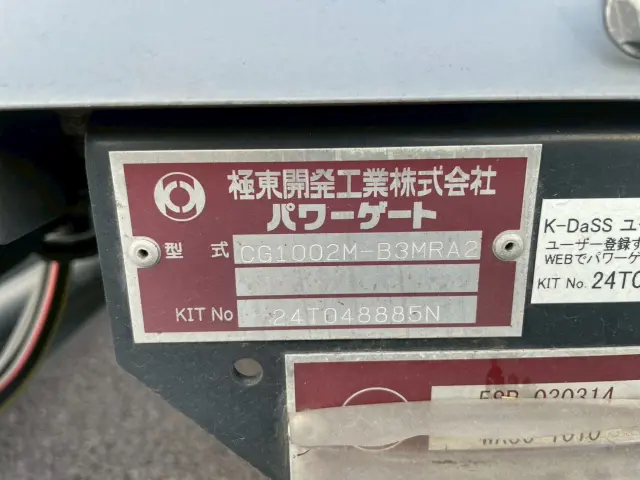 極東開発工業株式会社
パワーゲート
型式 CG1002M-B3MRA2
KIT No 24T048885N
K-DaSS ユ
ユーザー登録す
WEBでパワーゲ
KIT No. 24T0
030314